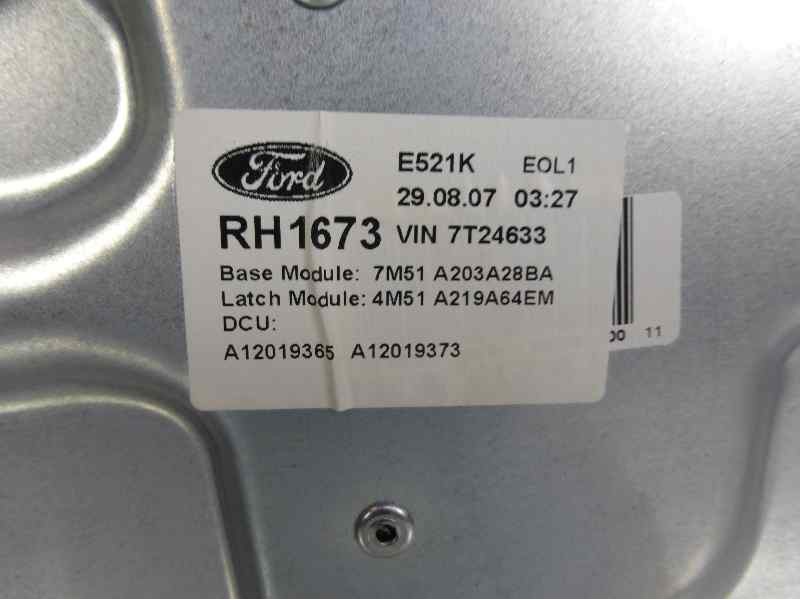 Ford
E521K EOL1
29.08.07 03:27
RH1673 VIN 7T24633
Base Module: 7M51 A203A28BA
Latch Module: 4M51 A219A64EM
DCU:
A12019365 A12019373
00 11